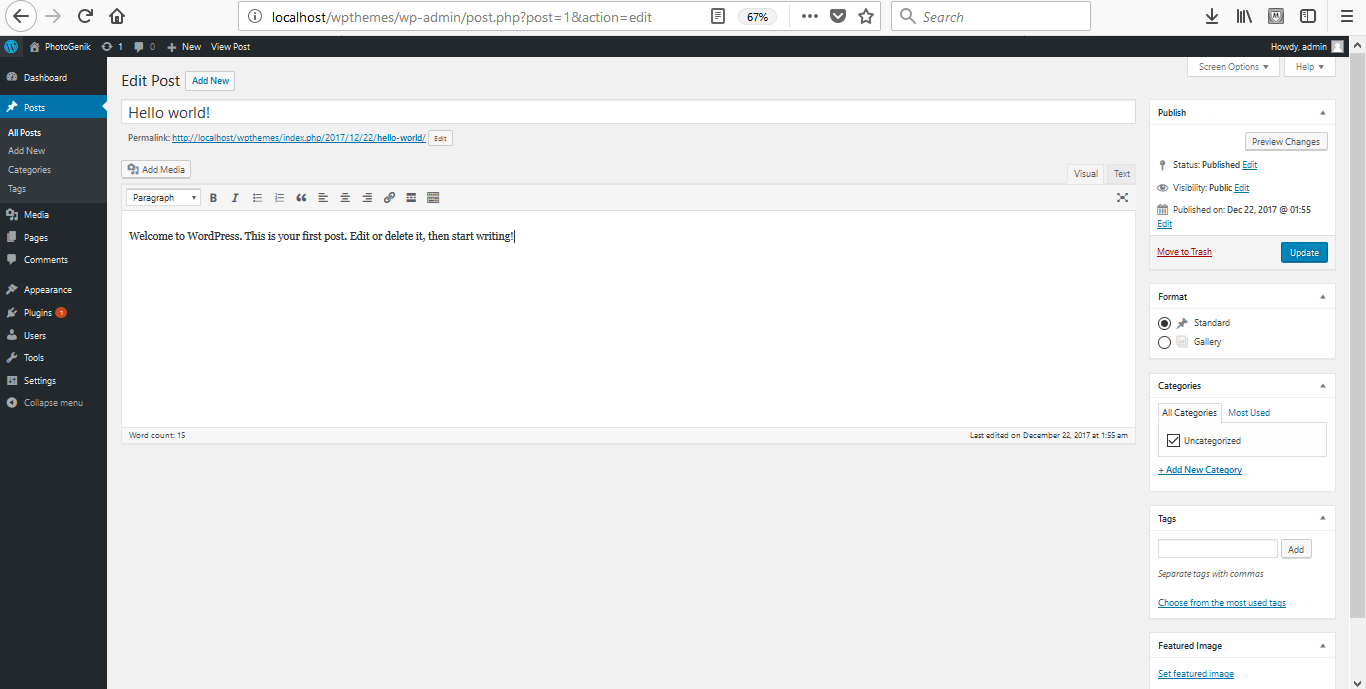 localhost/wpthemes/wp-admin/post.php?post=1&action=edit
67%
Search
PhotoGenik
1
0
New
View Post
Howdy, admin
Dashboard
Posts
All Posts
Add New
Categories
Tags
Media
Pages
Comments
Appearance
Plugins 1
Users
Tools
Settings
Collapse menu
Screen Options
Help
Edit Post
Add New
Hello world!
Permalink: http://localhost/wpthemes/index.php/2017/12/22/hello-world/ Edit
Add Media
Visual
Text
Paragraph
B
I
Welcome to WordPress. This is your first post. Edit or delete it, then start writing!
Word count: 15
Last edited on December 22, 2017 at 1:55 am
Publish
Preview Changes
Status: Published Edit
Visibility: Public Edit
Published on: Dec 22, 2017 @ 01:55
Edit
Move to Trash
Update
Format
Standard
Gallery
Categories
All Categories
Most Used
Uncategorized
+ Add New Category
Tags
Add
Separate tags with commas
Choose from the most used tags
Featured Image
Set featured image